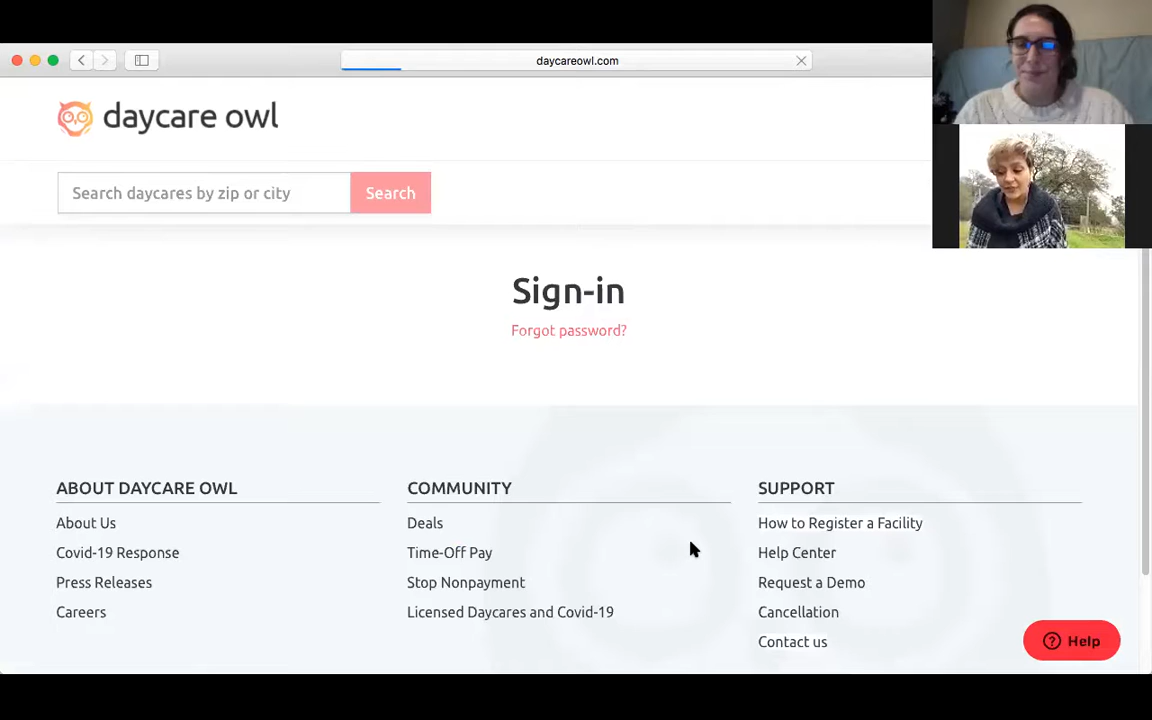 daycareowl.com
daycare owl
Search daycares by zip or city
Search
Sign-in
Forgot password?
ABOUT DAYCARE OWL
About Us
Covid-19 Response
Press Releases
Careers
COMMUNITY
Deals
Time-Off Pay
Stop Nonpayment
Licensed Daycares and Covid-19
SUPPORT
How to Register a Facility
Help Center
Request a Demo
Cancellation
Contact us
Help